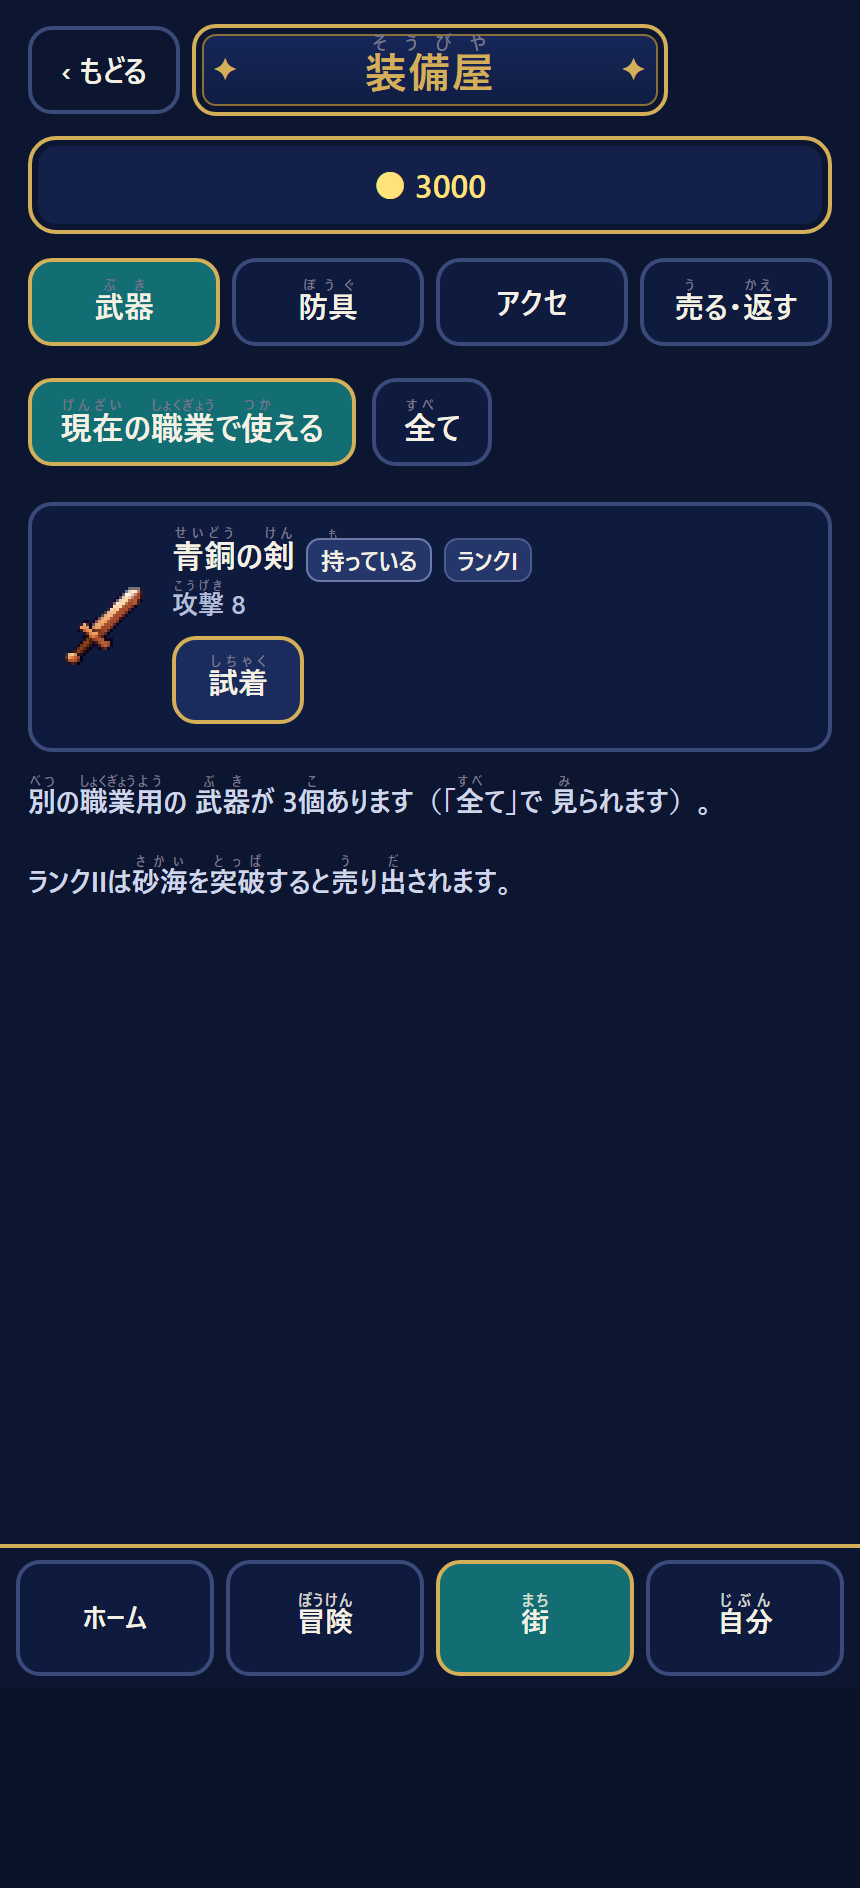 ‹ もどる
そうびや
装備屋
3000
ぶき
武器
ぼうぐ
防具
アクセ
う かえ
売る・返す
げんざい しょくぎょう つか
現在の職業で使える
すべ
全て
せいどう けん
青銅の剣
も
持っている
ランクI
こうげき
攻撃 8
しちゃく
試着
べつ しょくぎょうよう ぶき こ すべ み
別の職業用の 武器が 3個あります（「全て」で 見られます）。
さかい とっぱ う だ
ランクIIは砂海を突破すると売り出されます。
ホーム
ぼうけん
冒険
まち
街
じぶん
自分